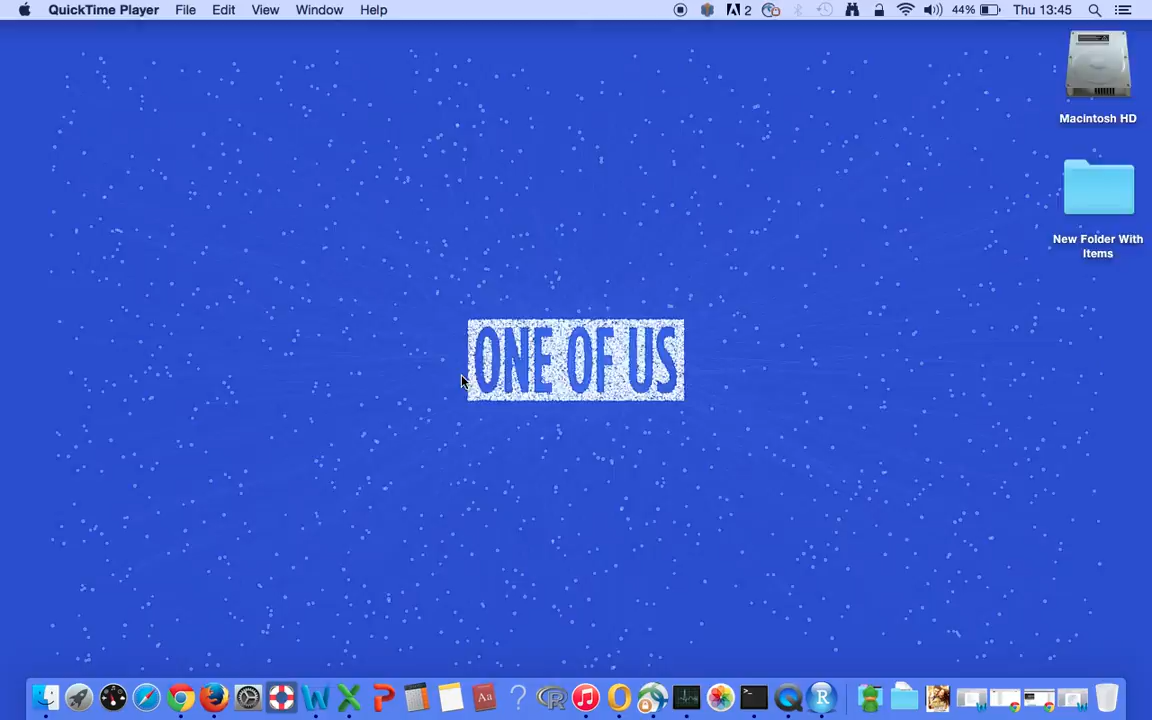 QuickTime Player File Edit View Window Help 2 44% Thu 13:45
Macintosh HD
New Folder With
Items
ONE OF US